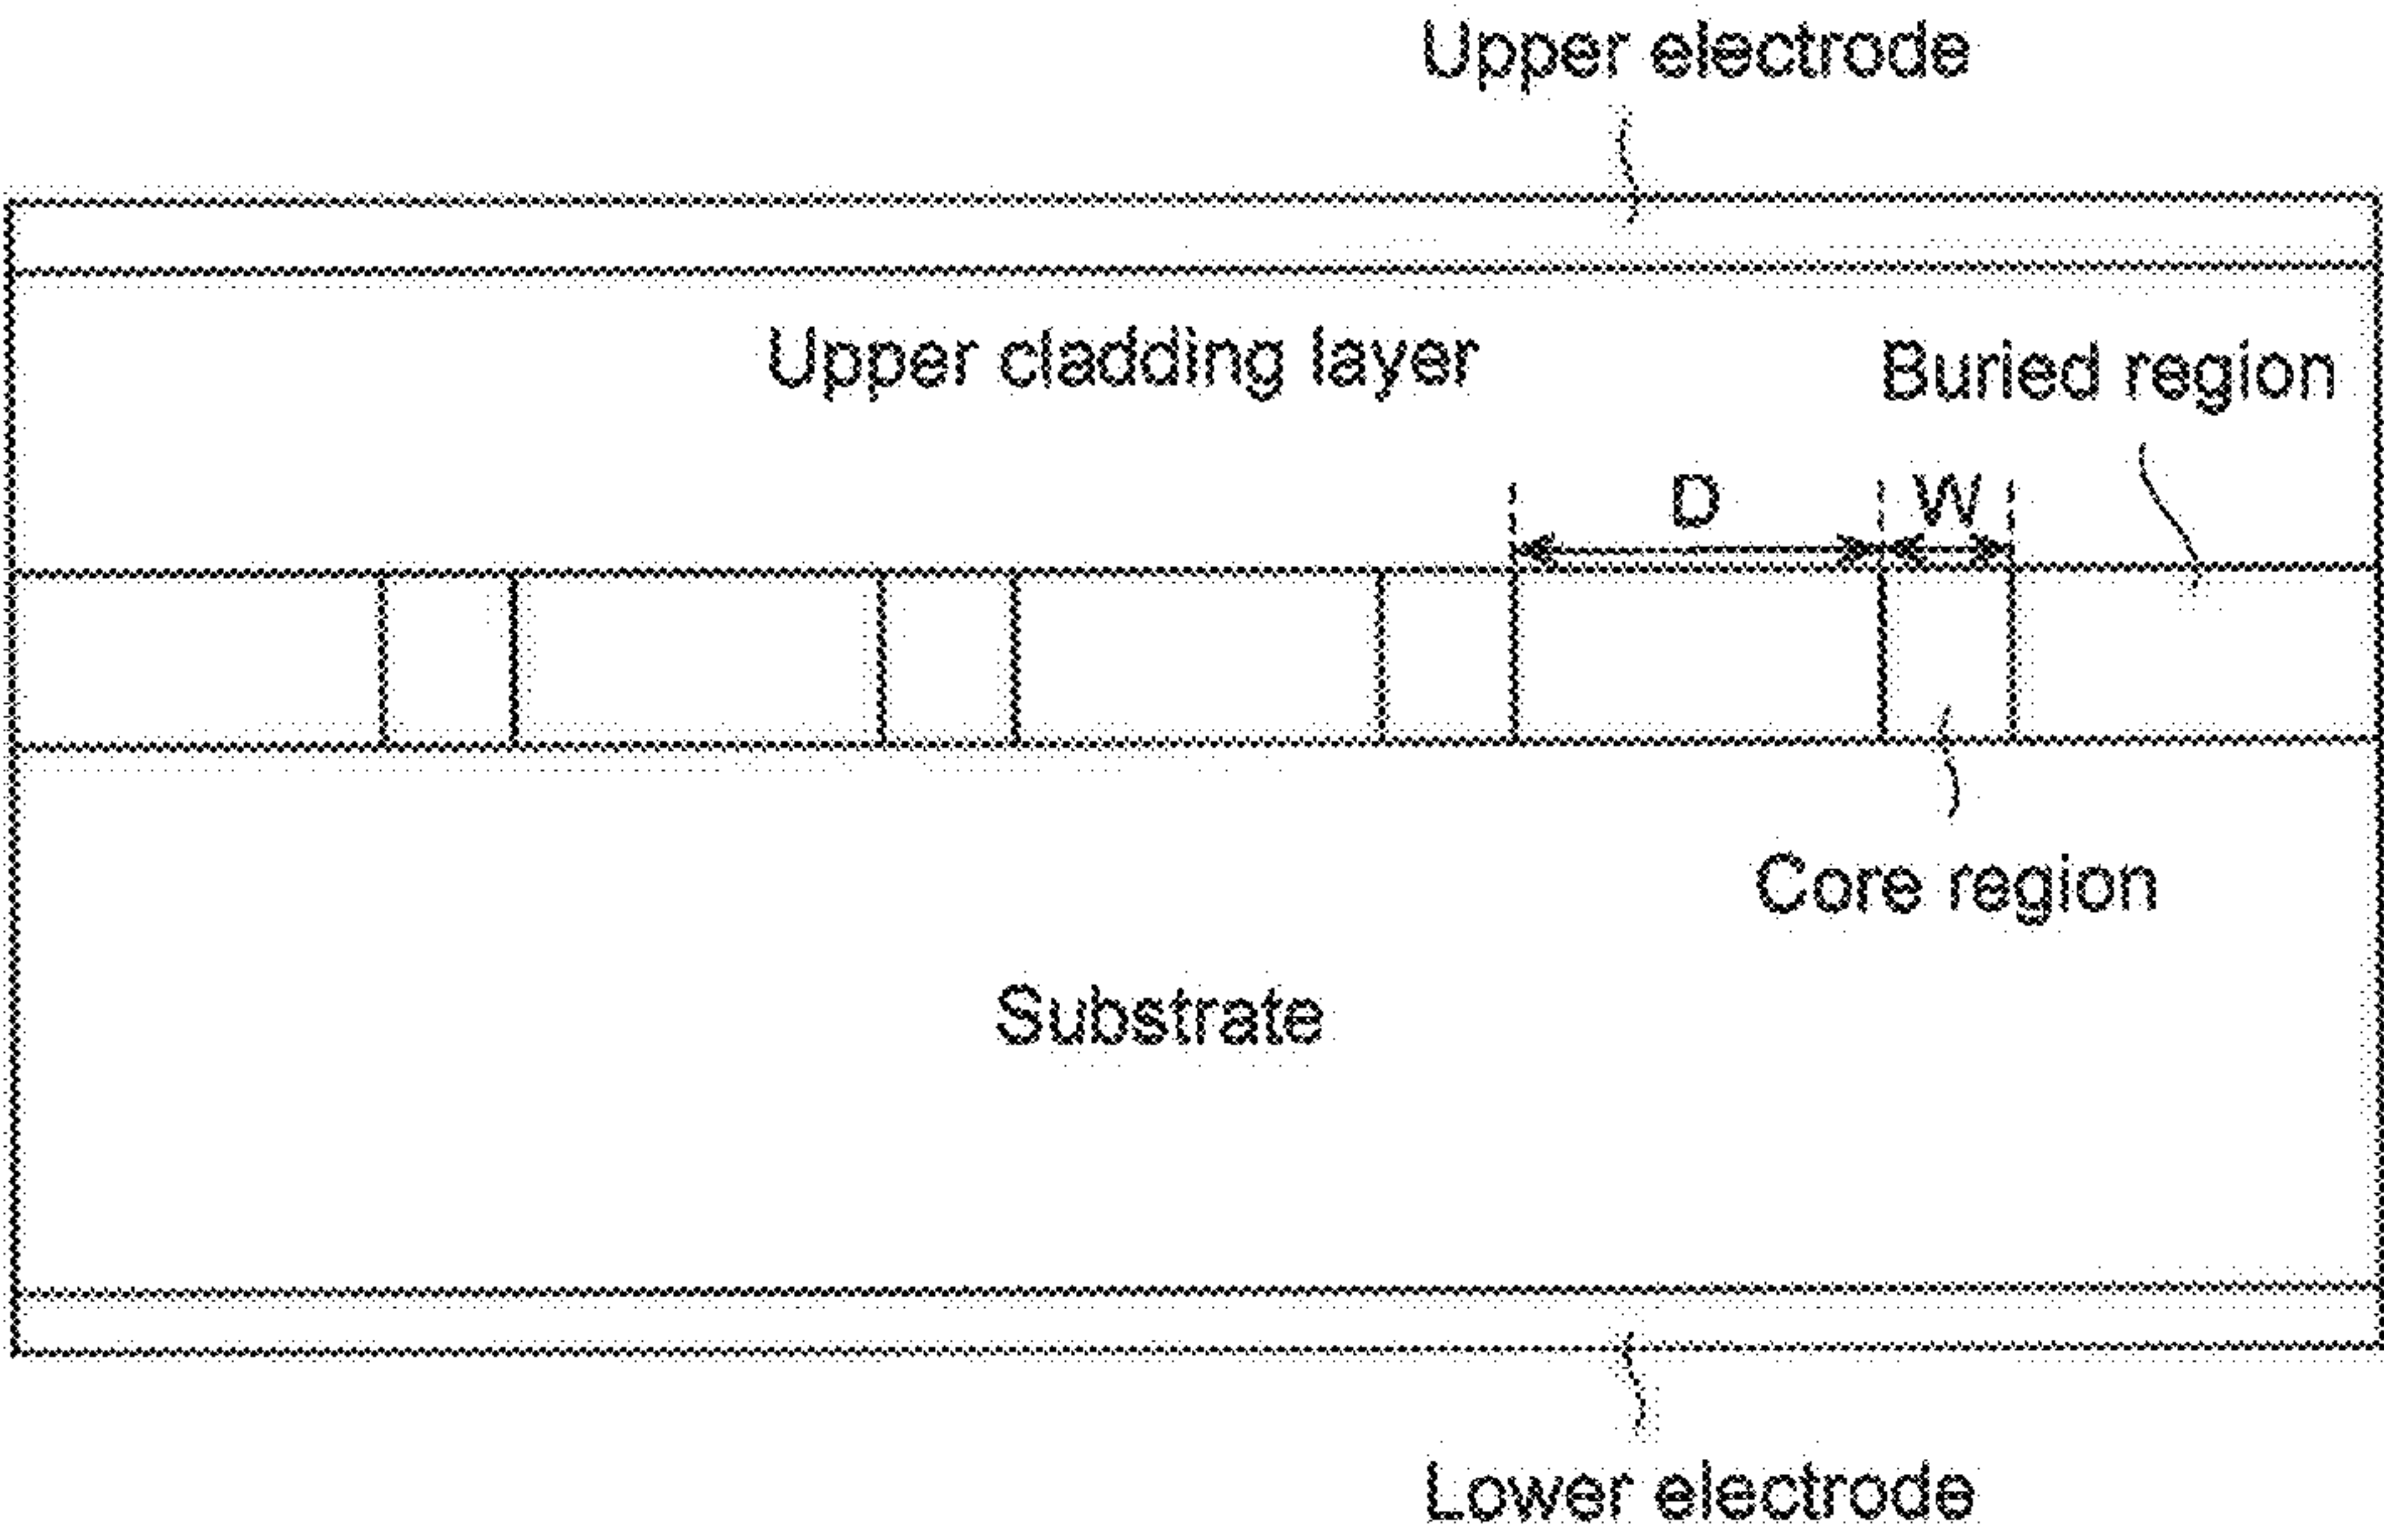 Upper electrode
Upper cladding layer
Buried region
D
W
Core region
Substrate
Lower electrode